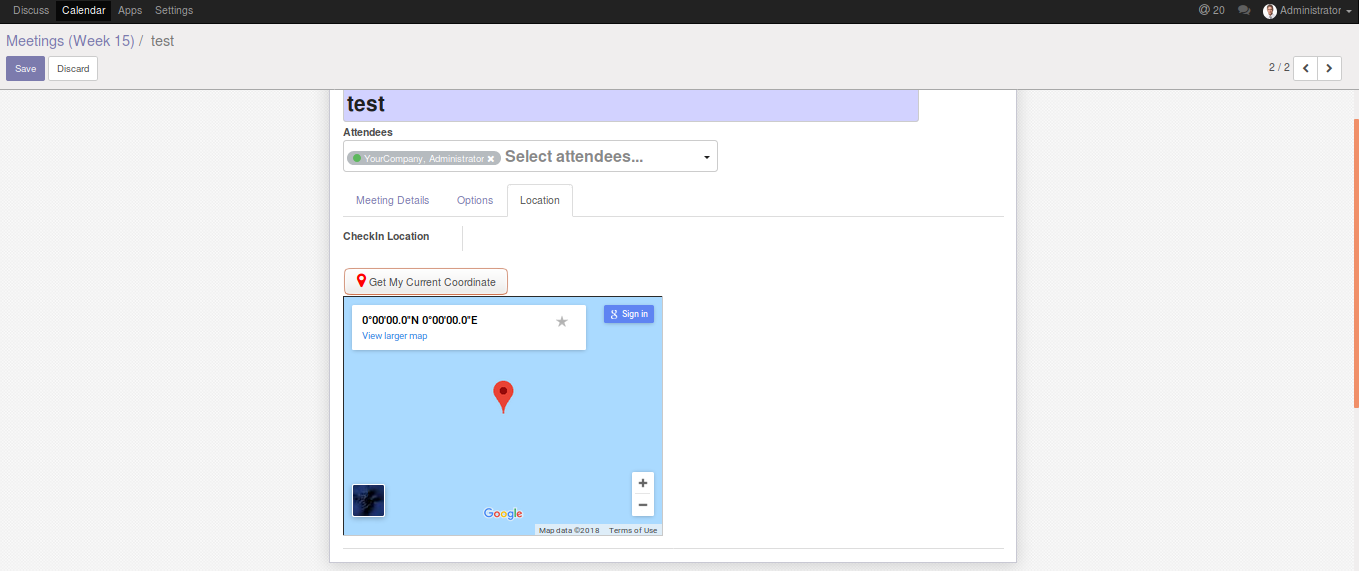 Discuss Calendar Apps Settings @ 20 Administrator
Meetings (Week 15) / test
Save Discard 2 / 2
test
Attendees
YourCompany, Administrator × Select attendees...
Meeting Details Options Location
CheckIn Location
Get My Current Coordinate
0°00'00.0"N 0°00'00.0"E
View larger map
Sign in
+
−
Google
Map data ©2018 Terms of Use